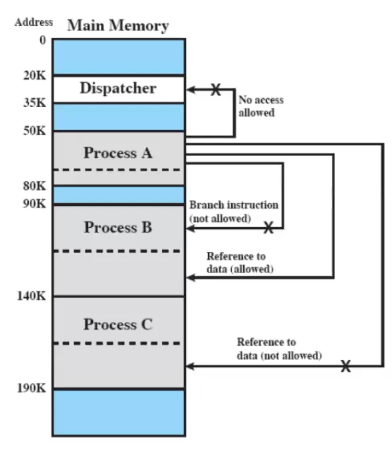 Address Main Memory
0
20K
Dispatcher
35K
No access
allowed
50K
Process A
80K
90K
Branch instruction
(not allowed)
Process B
Reference to
data (allowed)
140K
Process C
Reference to
data (not allowed)
190K